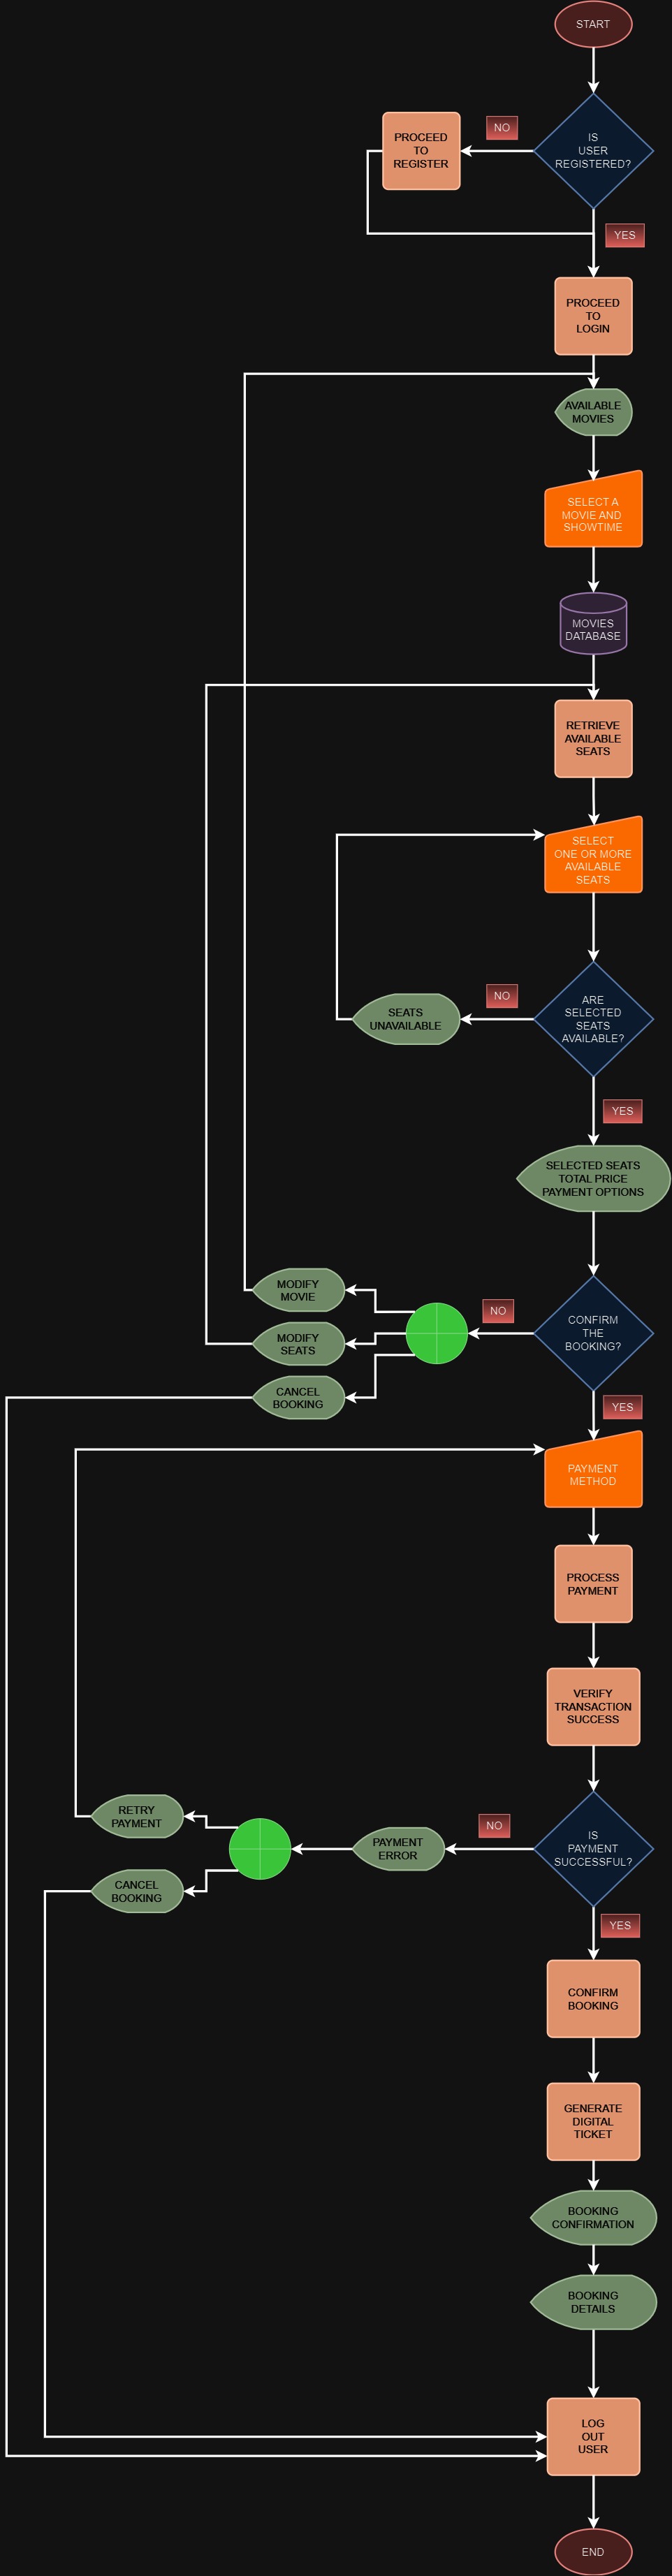 START
IS
USER
REGISTERED?
NO
PROCEED
TO
REGISTER
YES
PROCEED
TO
LOGIN
AVAILABLE
MOVIES
SELECT A
MOVIE AND
SHOWTIME
MOVIES
DATABASE
RETRIEVE
AVAILABLE
SEATS
SELECT
ONE OR MORE
AVAILABLE
SEATS
ARE
SELECTED
SEATS
AVAILABLE?
NO
SEATS
UNAVAILABLE
YES
SELECTED SEATS
TOTAL PRICE
PAYMENT OPTIONS
CONFIRM
THE
BOOKING?
NO
MODIFY
MOVIE
MODIFY
SEATS
CANCEL
BOOKING
YES
PAYMENT
METHOD
PROCESS
PAYMENT
VERIFY
TRANSACTION
SUCCESS
IS
PAYMENT
SUCCESSFUL?
NO
PAYMENT
ERROR
RETRY
PAYMENT
CANCEL
BOOKING
YES
CONFIRM
BOOKING
GENERATE
DIGITAL
TICKET
BOOKING
CONFIRMATION
BOOKING
DETAILS
LOG
OUT
USER
END